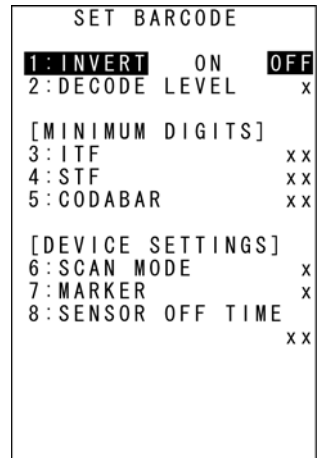 SET BARCODE
1:INVERT ON OFF
2:DECODE LEVEL x
[MINIMUM DIGITS]
3:ITF xx
4:STF xx
5:CODABAR xx
[DEVICE SETTINGS]
6:SCAN MODE x
7:MARKER x
8:SENSOR OFF TIME
xx